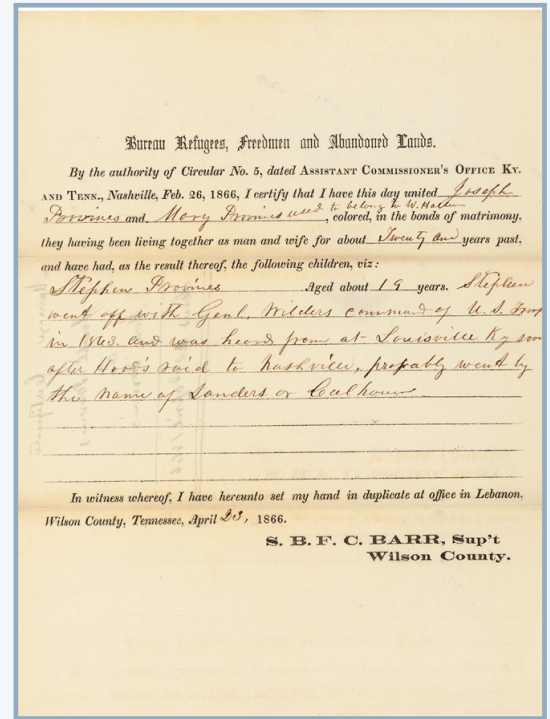 Bureau Refugees, Freedmen and Abandoned Lands.
By the authority of Circular No. 5, dated ASSISTANT COMMISSIONER'S OFFICE KY.
AND TENN., Nashville, Feb. 26, 1866, I certify that I have this day united Joseph
Provines and Mary Provines used to belong to W. , colored, in the bonds of matrimony,
they having been living together as man and wife for about Twenty One years past,
and have had, as the result thereof, the following children, viz:
Stephen Provines Aged about 19 years. Stephen
went off with Genl. Wilders command of U. S. Troop
in 1863. and was heard from at Louisville Ky soon
after Hood's raid to Nashville, probably went by
the name of Sanders or Calhoun.
In witness whereof, I have hereunto set my hand in duplicate at office in Lebanon,
Wilson County, Tennessee, April 23, 1866.
S. B. F. C. BARR, Sup't
Wilson County.